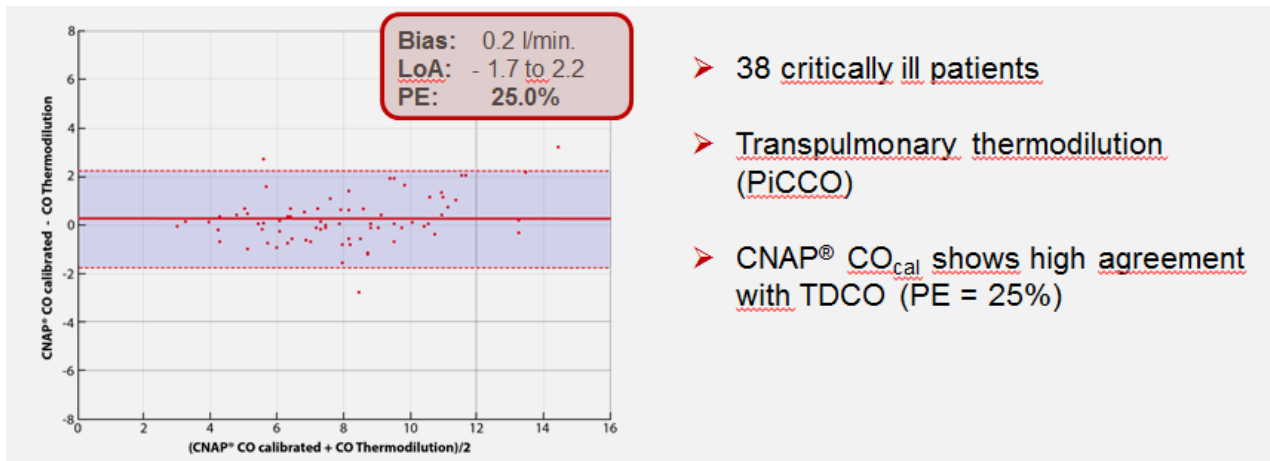 Bias: 0.2 l/min.
LoA: - 1.7 to 2.2
PE: 25.0%
8
6
4
2
0
-2
-4
-6
-8
0 2 4 6 8 10 12 14 16
CNAP® CO calibrated - CO Thermodilution
(CNAP® CO calibrated + CO Thermodilution)/2
38 critically ill patients
Transpulmonary thermodilution
(PiCCO)
CNAP® COcal shows high agreement
with TDCO (PE = 25%)